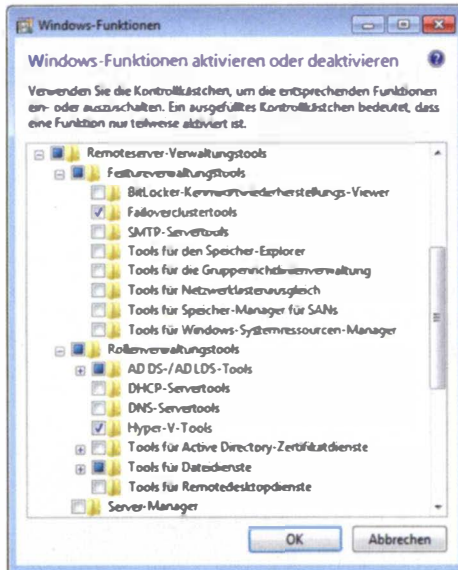 Windows-Funktionen
Windows-Funktionen aktivieren oder deaktivieren
Verwenden Sie die Kontrollkästchen, um die entsprechenden Funktionen
ein- oder auszuschalten. Ein ausgefülltes Kontrollkästchen bedeutet, dass
eine Funktion nur teilweise aktiviert ist.
Remoteserver-Verwaltungstools
Featureverwaltungstools
BitLocker-Kennwortwiederherstellungs-Viewer
Failoverclustertools
SMTP-Servertools
Tools für den Speicher-Explorer
Tools für die Gruppenrichtlinienverwaltung
Tools für Netzwerklastenausgleich
Tools für Speicher-Manager für SANs
Tools für Windows-Systemressourcen-Manager
Rollenverwaltungstools
AD DS-/AD LDS-Tools
DHCP-Servertools
DNS-Servertools
Hyper-V-Tools
Tools für Active Directory-Zertifikatdienste
Tools für Dateidienste
Tools für Remotedesktopdienste
Server-Manager
OK
Abbrechen